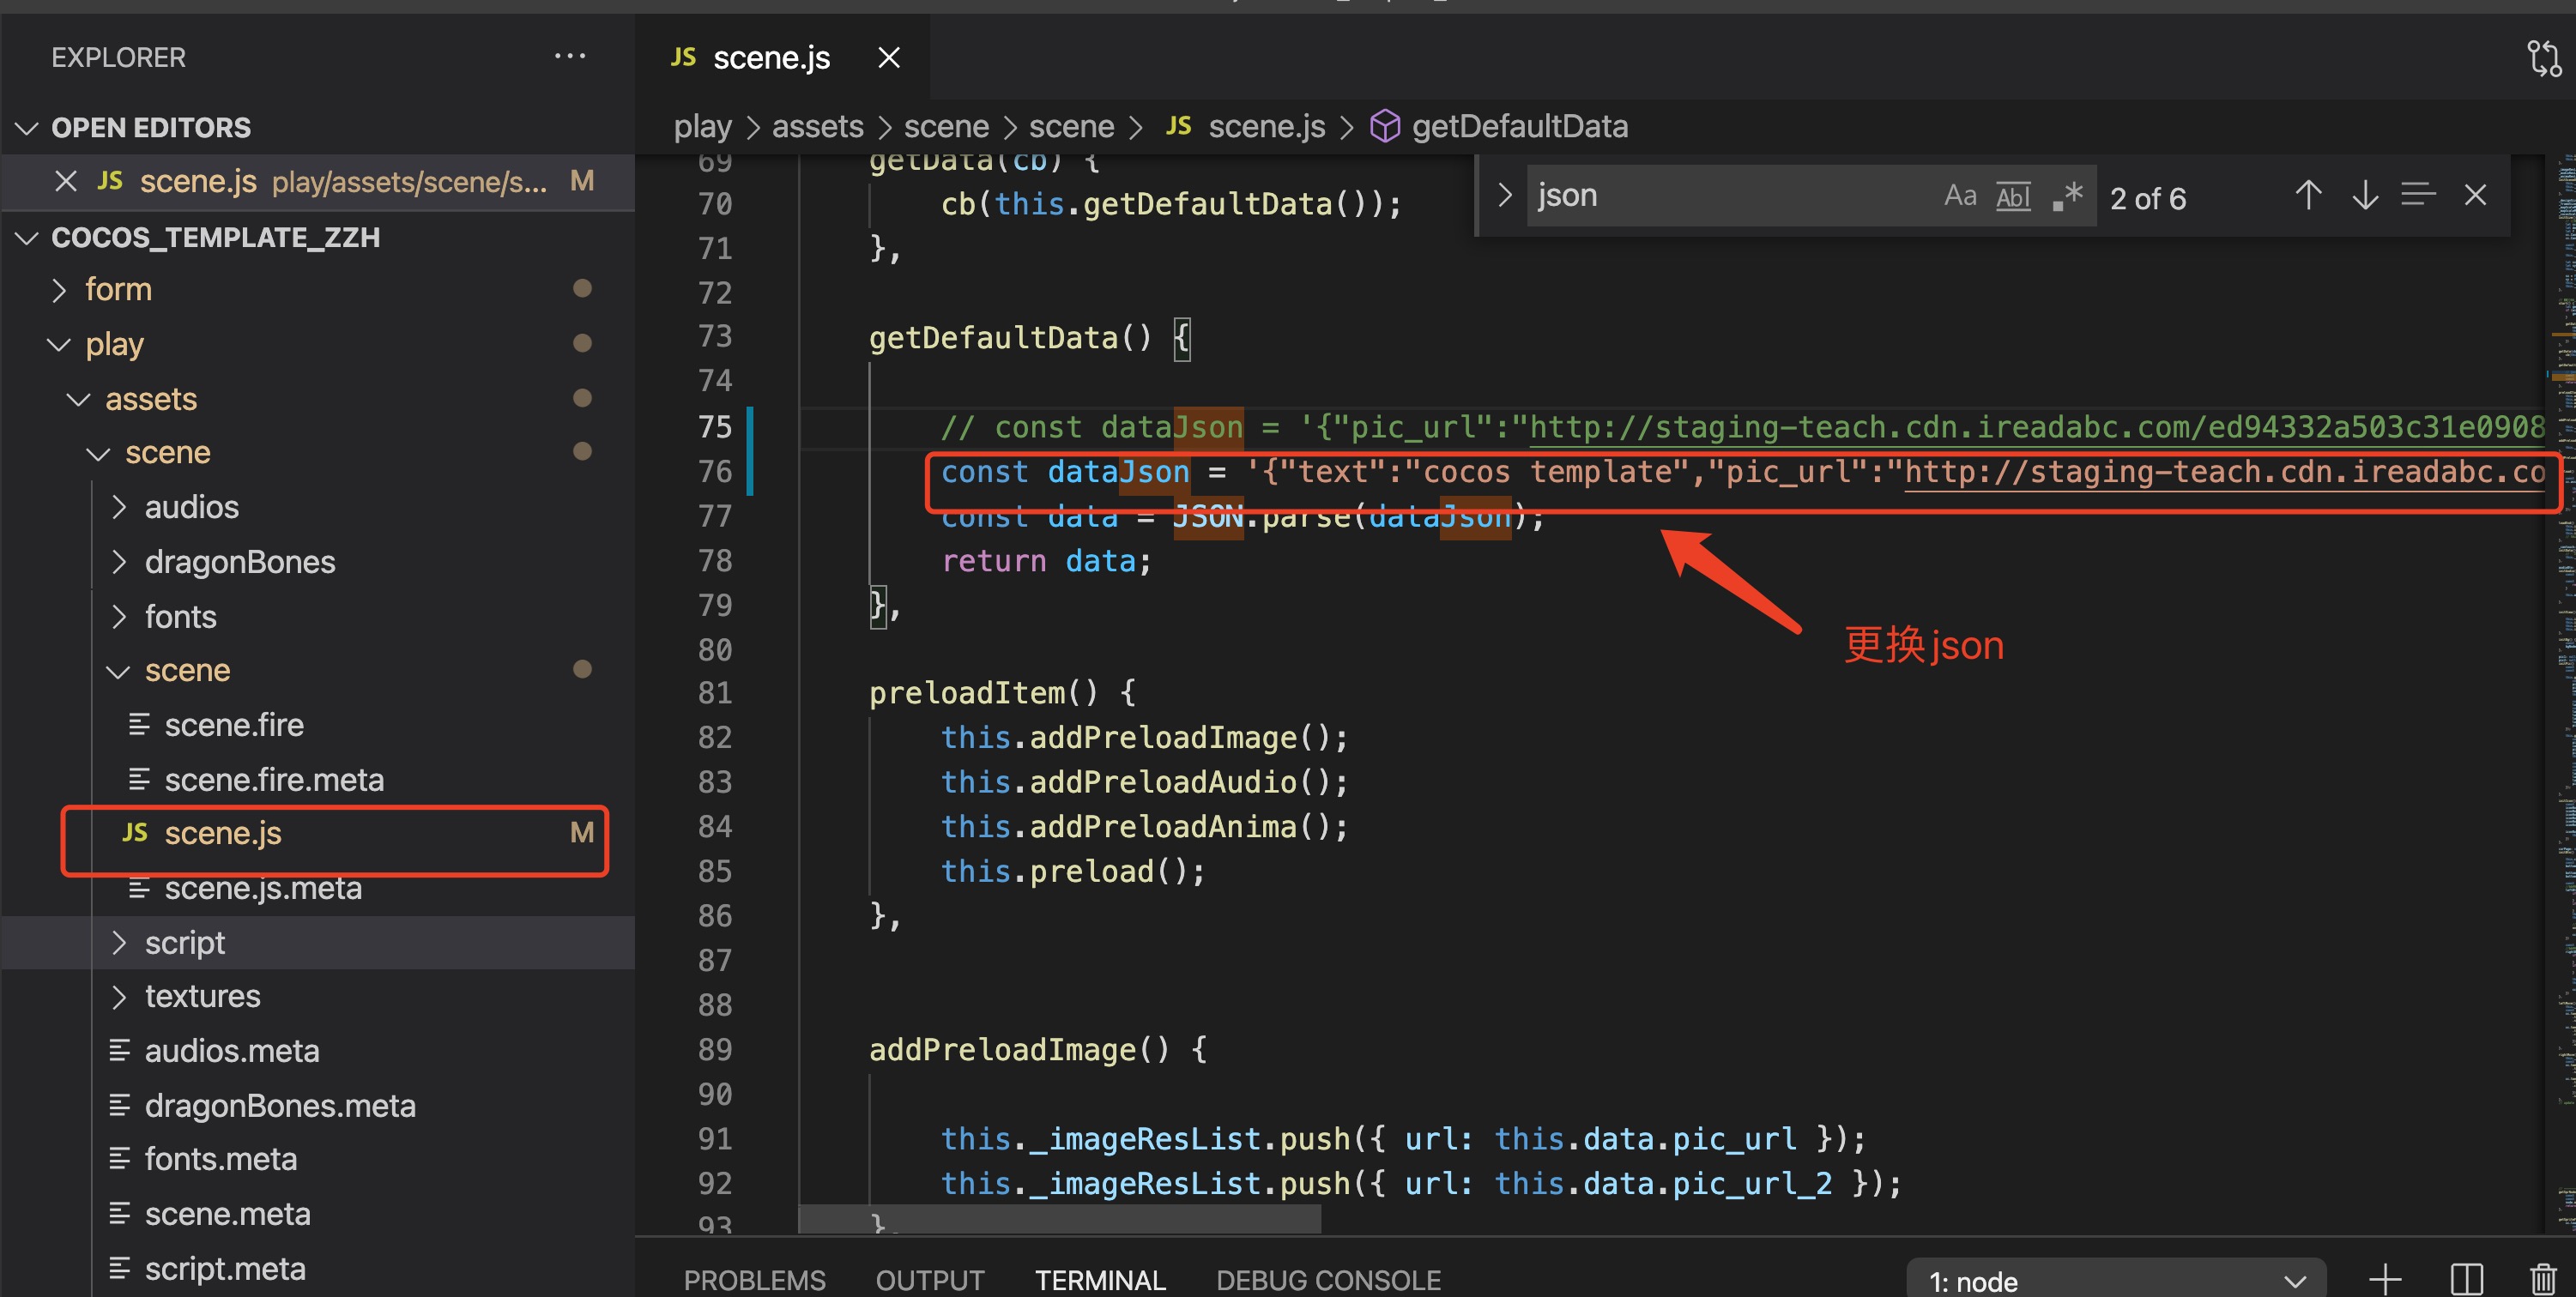 EXPLORER
OPEN EDITORS
JS scene.js play/assets/scene/s... M
COCOS_TEMPLATE_ZZH
form
play
assets
scene
audios
dragonBones
fonts
scene
scene.fire
scene.fire.meta
JS scene.js M
scene.js.meta
script
textures
audios.meta
dragonBones.meta
fonts.meta
scene.meta
script.meta
JS scene.js
play > assets > scene > scene > JS scene.js > getDefaultData
json Aa Abl .* 2 of 6
69 getData(cb) {
70 cb(this.getDefaultData());
71 },
72
73 getDefaultData() {
74
75 // const dataJson = '{"pic_url":"http://staging-teach.cdn.ireadabc.com/ed94332a503c31e0908
76 const dataJson = '{"text":"cocos template","pic_url":"http://staging-teach.cdn.ireadabc.co
77 const data = JSON.parse(dataJson);
78 return data;
79 },
80
81 preloadItem() {
82 this.addPreloadImage();
83 this.addPreloadAudio();
84 this.addPreloadAnima();
85 this.preload();
86 },
87
88
89 addPreloadImage() {
90
91 this._imageResList.push({ url: this.data.pic_url });
92 this._imageResList.push({ url: this.data.pic_url_2 });
93 },
更换json
PROBLEMS OUTPUT TERMINAL DEBUG CONSOLE 1: node